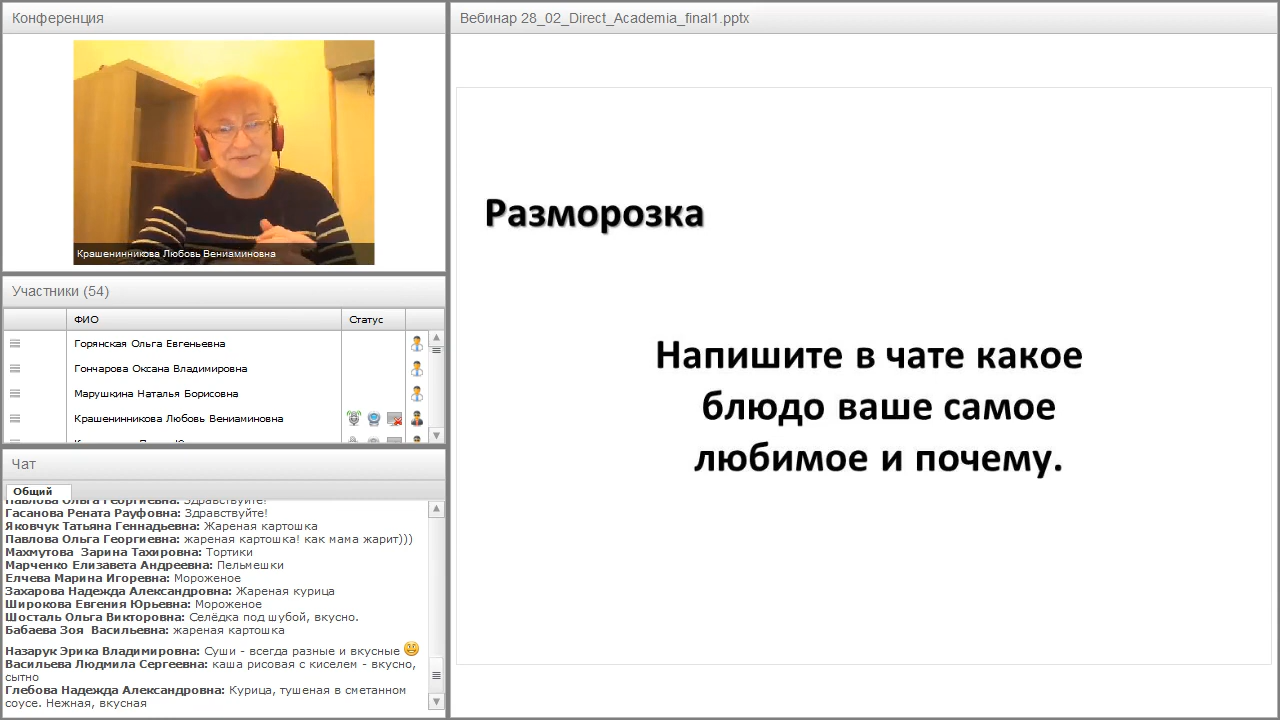 Конференция
Крашенинникова Любовь Вениаминовна
Участники (54)
ФИО
Статус
Горянская Ольга Евгеньевна
Гончарова Оксана Владимировна
Марушкина Наталья Борисовна
Крашенинникова Любовь Вениаминовна
Чат
Общий
Павлова Ольга Георгиевна: Здравствуйте!
Гасанова Рената Рауфовна: Здравствуйте!
Яковчук Татьяна Геннадьевна: Жареная картошка
Павлова Ольга Георгиевна: жареная картошка! как мама жарит)))
Махмутова Зарина Тахировна: Тортики
Марченко Елизавета Андреевна: Пельмешки
Елчева Марина Игоревна: Мороженое
Захарова Надежда Александровна: Жареная курица
Широкова Евгения Юрьевна: Мороженое
Шосталь Ольга Викторовна: Селёдка под шубой, вкусно.
Бабаева Зоя Васильевна: жареная картошка
Назарук Эрика Владимировна: Суши - всегда разные и вкусные
Васильева Людмила Сергеевна: каша рисовая с киселем - вкусно,
сытно
Глебова Надежда Александровна: Курица, тушеная в сметанном
соусе. Нежная, вкусная
Вебинар 28_02_Direct_Academia_final1.pptx
Разморозка
Напишите в чате какое
блюдо ваше самое
любимое и почему.